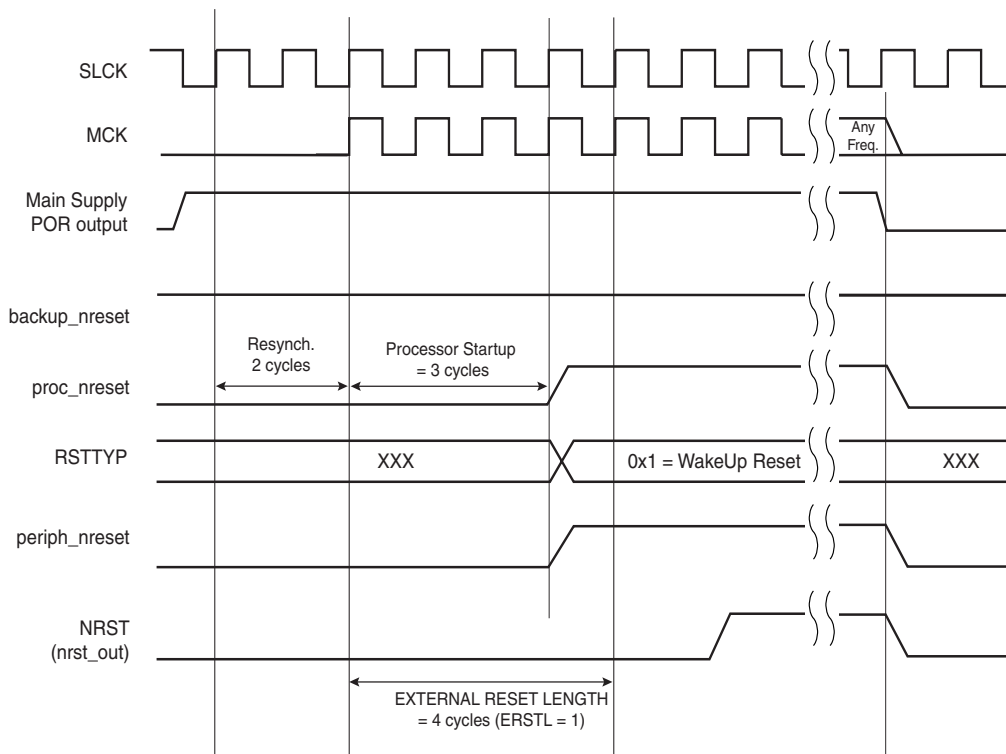 SLCK
MCK
Any
Freq.
Main Supply
POR output
backup_nreset
Resynch.
2 cycles
Processor Startup
= 3 cycles
proc_nreset
RSTTYP
XXX
0x1 = WakeUp Reset
XXX
periph_nreset
NRST
(nrst_out)
EXTERNAL RESET LENGTH
= 4 cycles (ERSTL = 1)